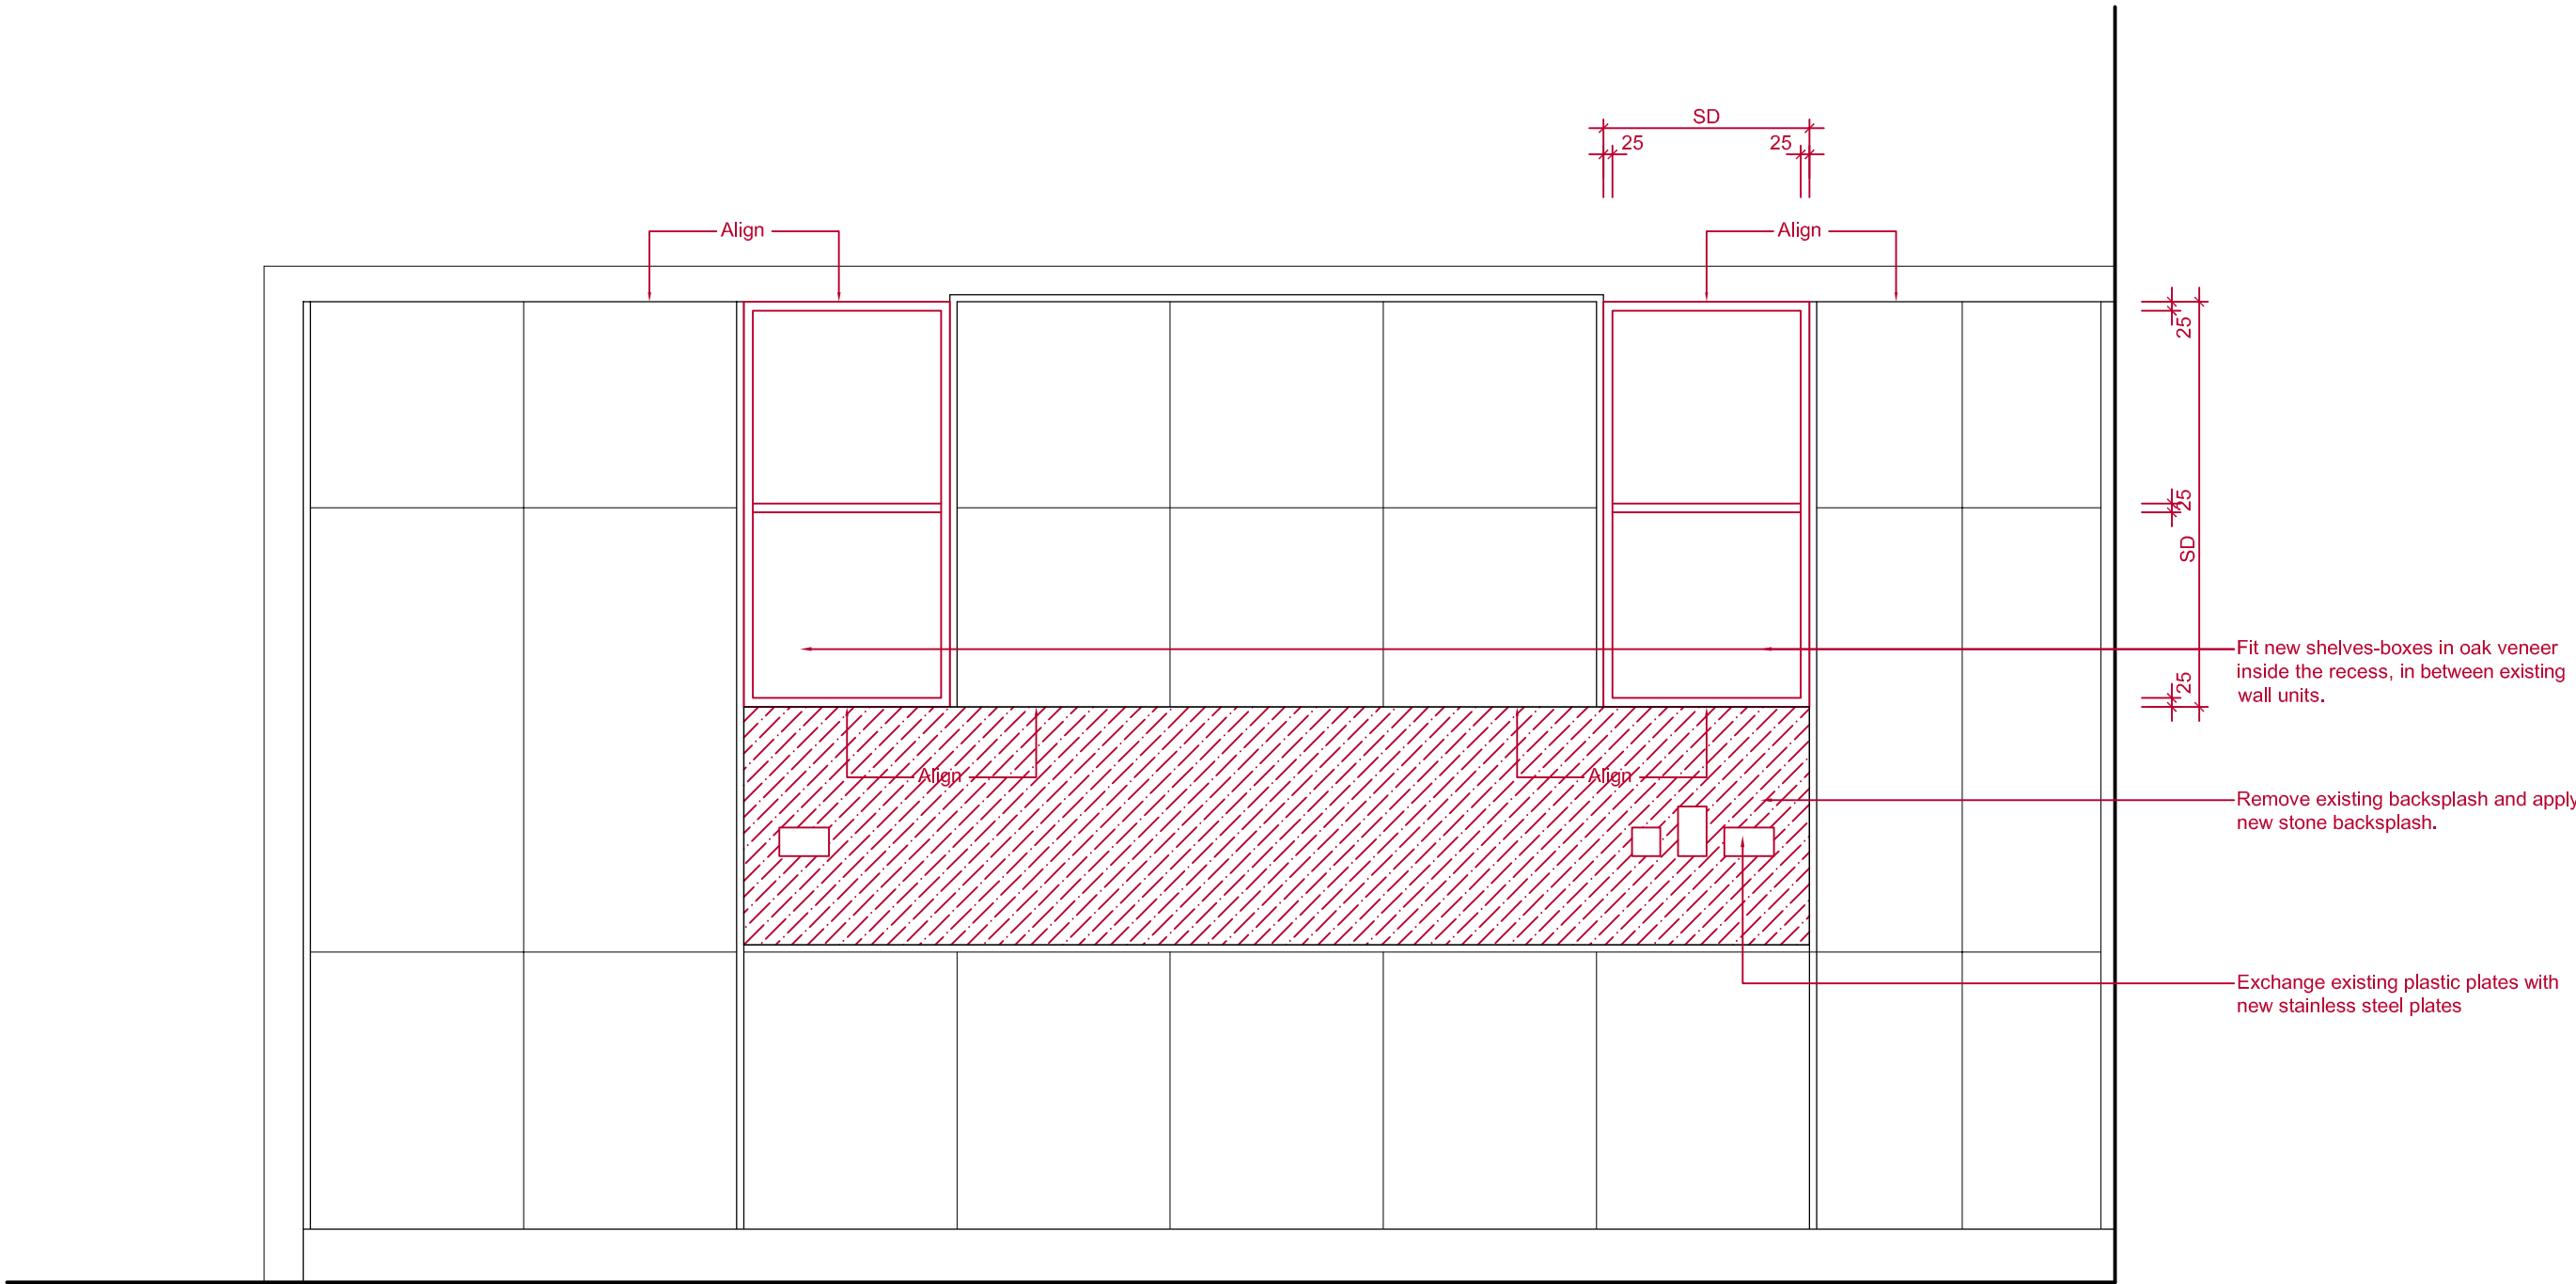 SD
25 25
Align Align
25
25
SD
Fit new shelves-boxes in oak veneer
inside the recess, in between existing
wall units.
25
Align Align
Remove existing backsplash and apply
new stone backsplash.
Exchange existing plastic plates with
new stainless steel plates